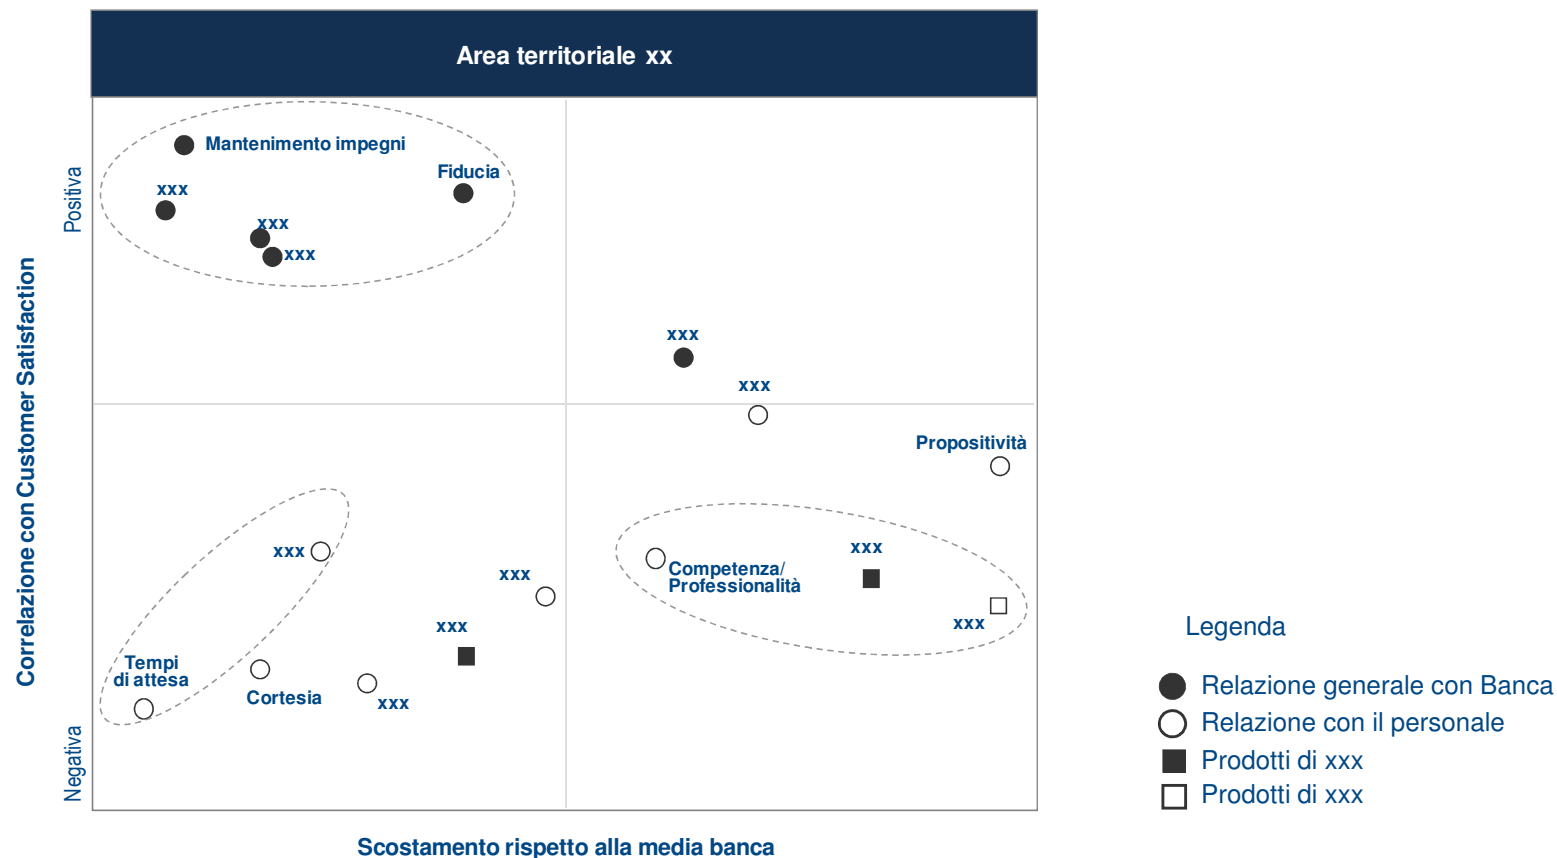 Area territoriale xx
Mantenimento impegni
Fiducia
xxx
xxx
xxx
Positiva
xxx
xxx
Correlazione con Customer Satisfaction
Propositività
xxx
xxx
xxx
Competenza/
Professionalità
xxx
xxx
xxx
Tempi
di attesa
Cortesia
xxx
Negativa
Scostamento rispetto alla media banca
Legenda
Relazione generale con Banca
Relazione con il personale
Prodotti di xxx
Prodotti di xxx